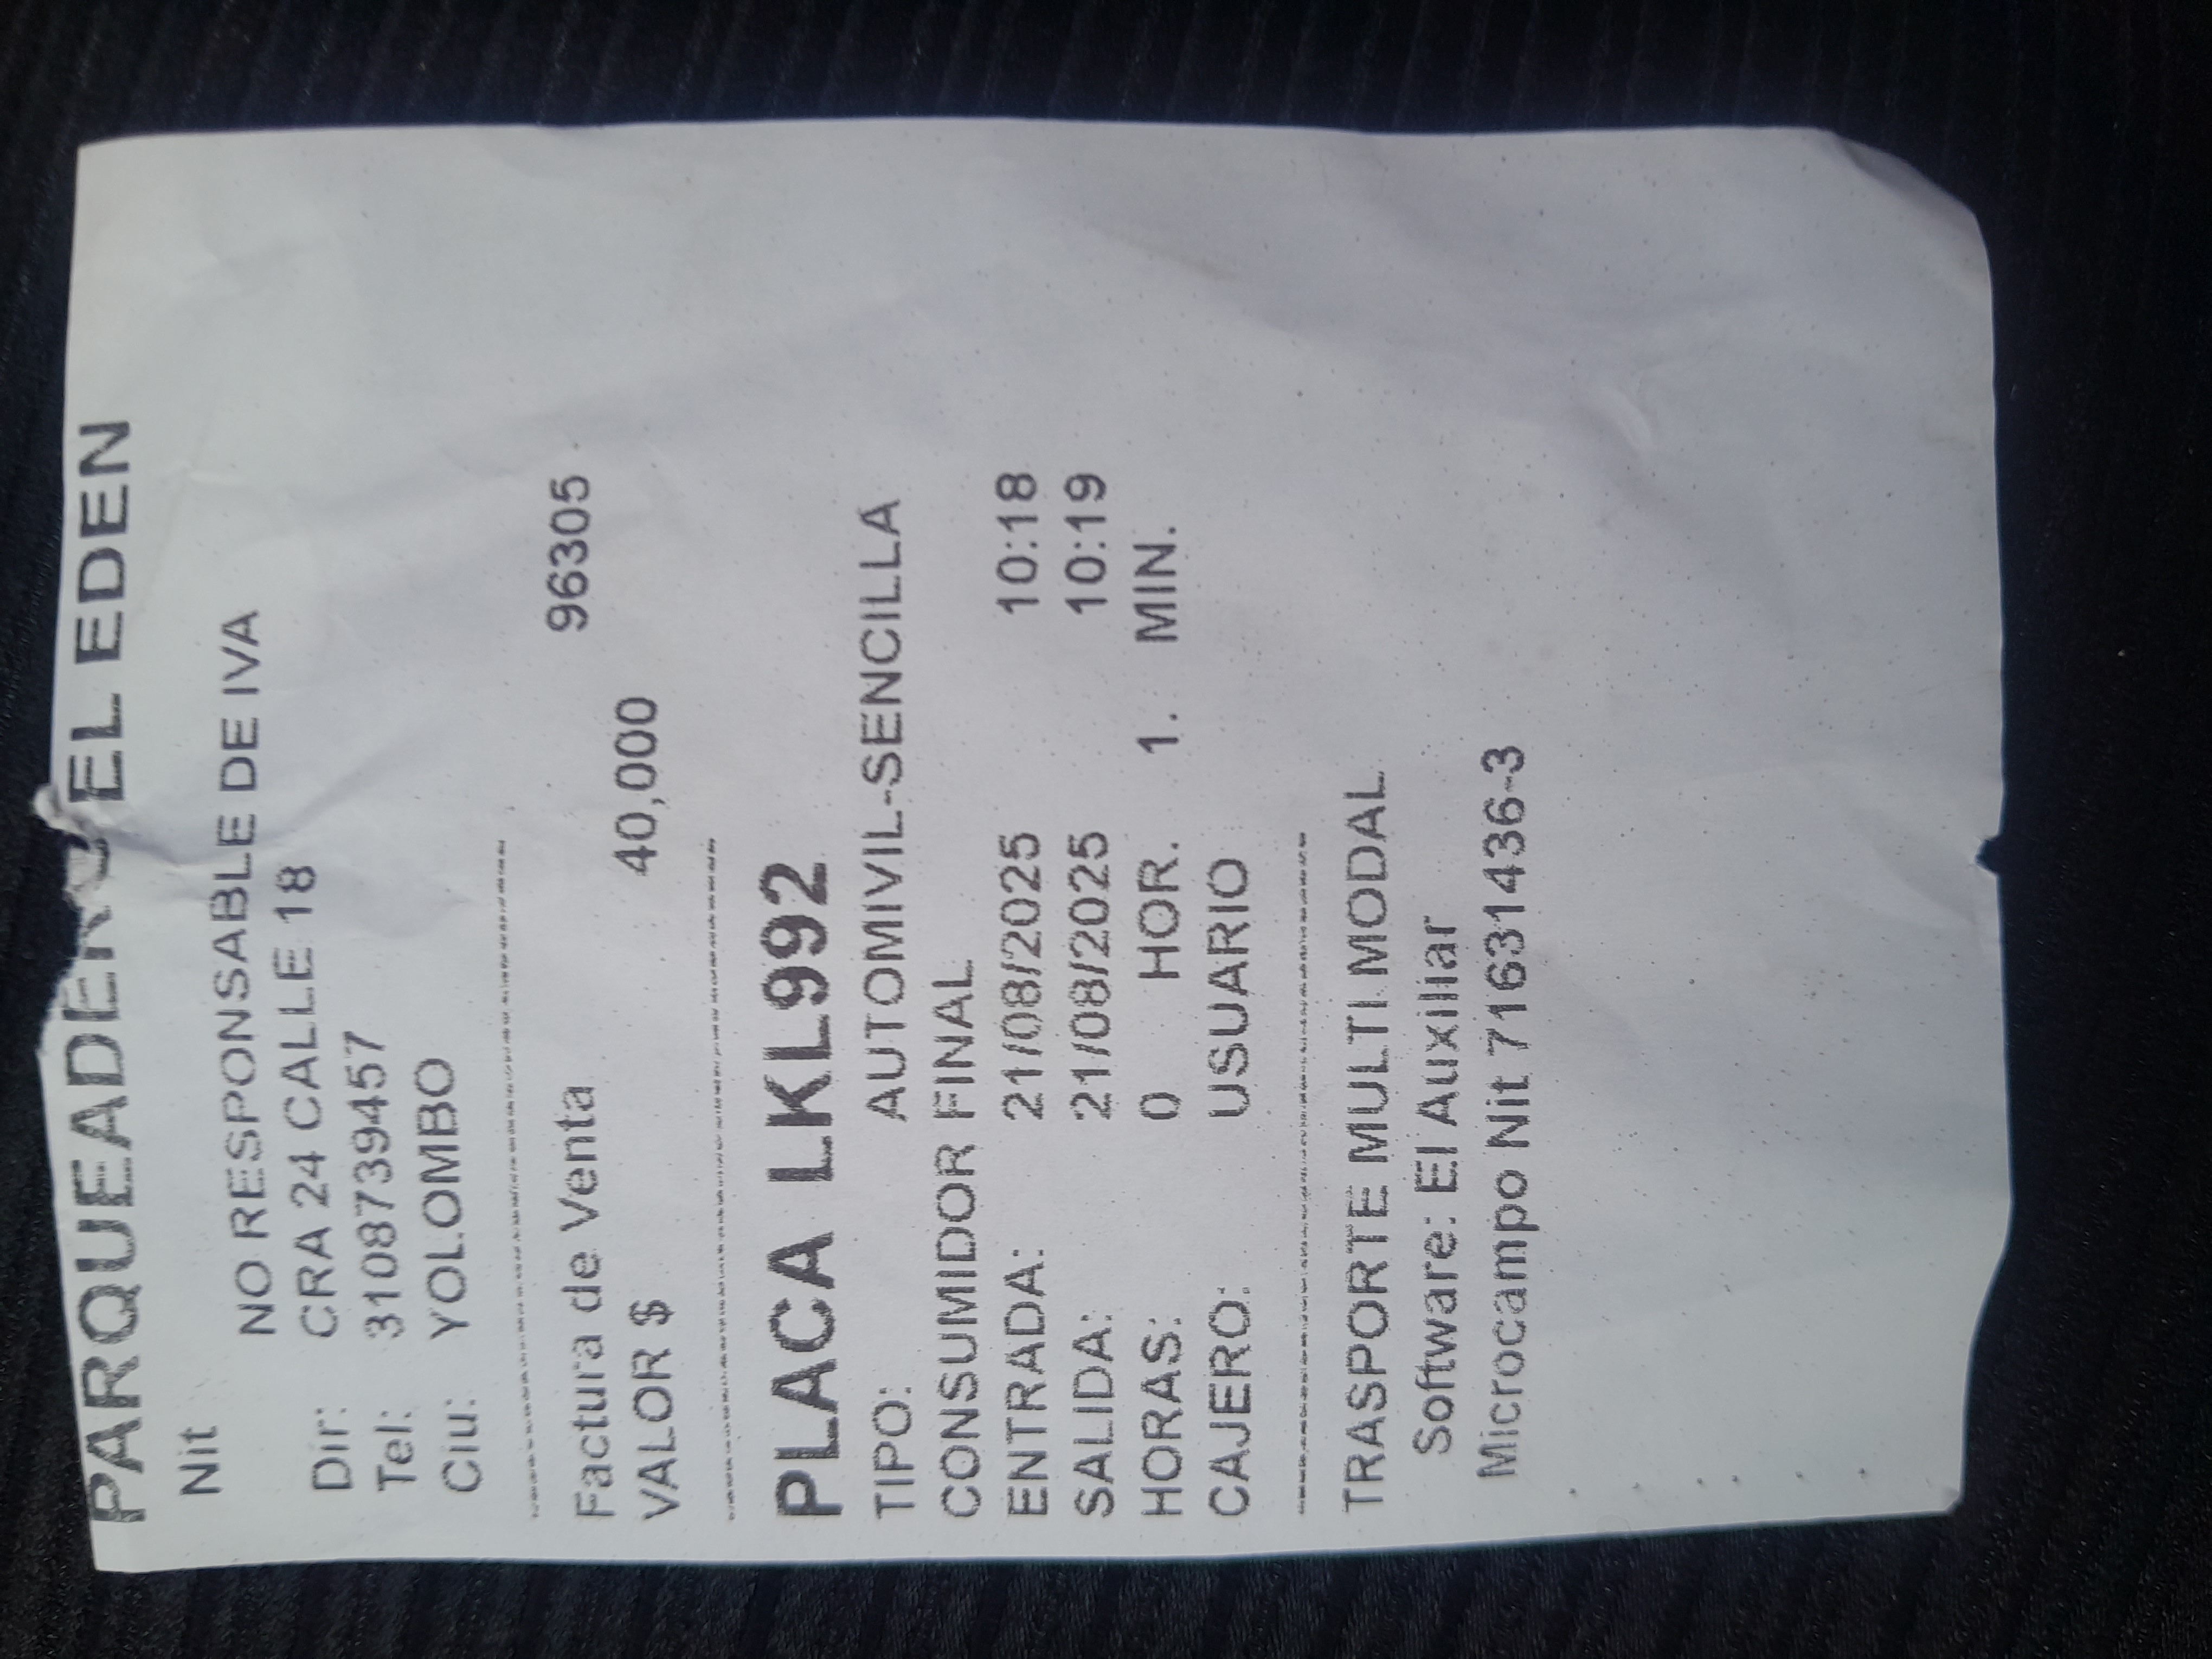 PARQUEADERO EL EDEN
Nit
NO RESPONSABLE DE IVA
Dir: CRA 24 CALLE 18
Tel: 3108739457
Ciu: YOLOMBO
Factura de Venta 96305
VALOR $ 40,000
PLACA LKL992
TIPO: AUTOMIVIL-SENCILLA
CONSUMIDOR FINAL
ENTRADA: 21/08/2025 10:18
SALIDA: 21/08/2025 10:19
HORAS: 0 HOR. 1. MIN.
CAJERO: USUARIO
TRASPORTE MULTI.MODAL
Software: El Auxiliar
Microcampo Nit 71631436-3